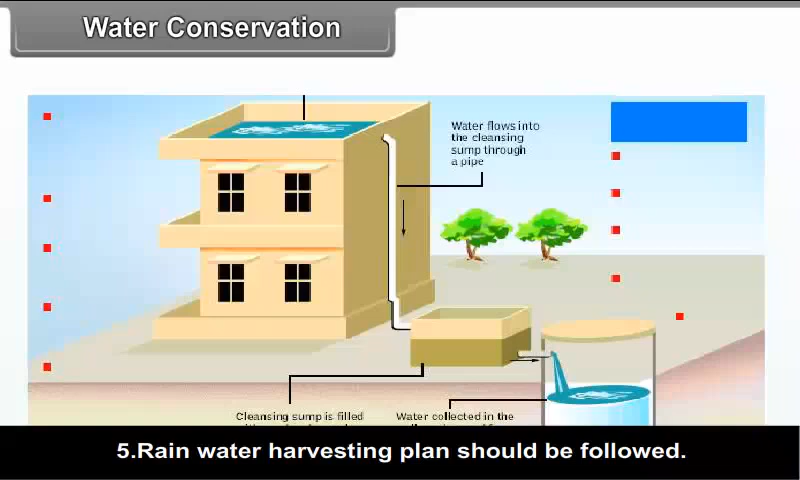 Water Conservation
Water flows into
the cleansing
sump through
a pipe
Cleansing sump is filled
Water collected in the
5.Rain water harvesting plan should be followed.